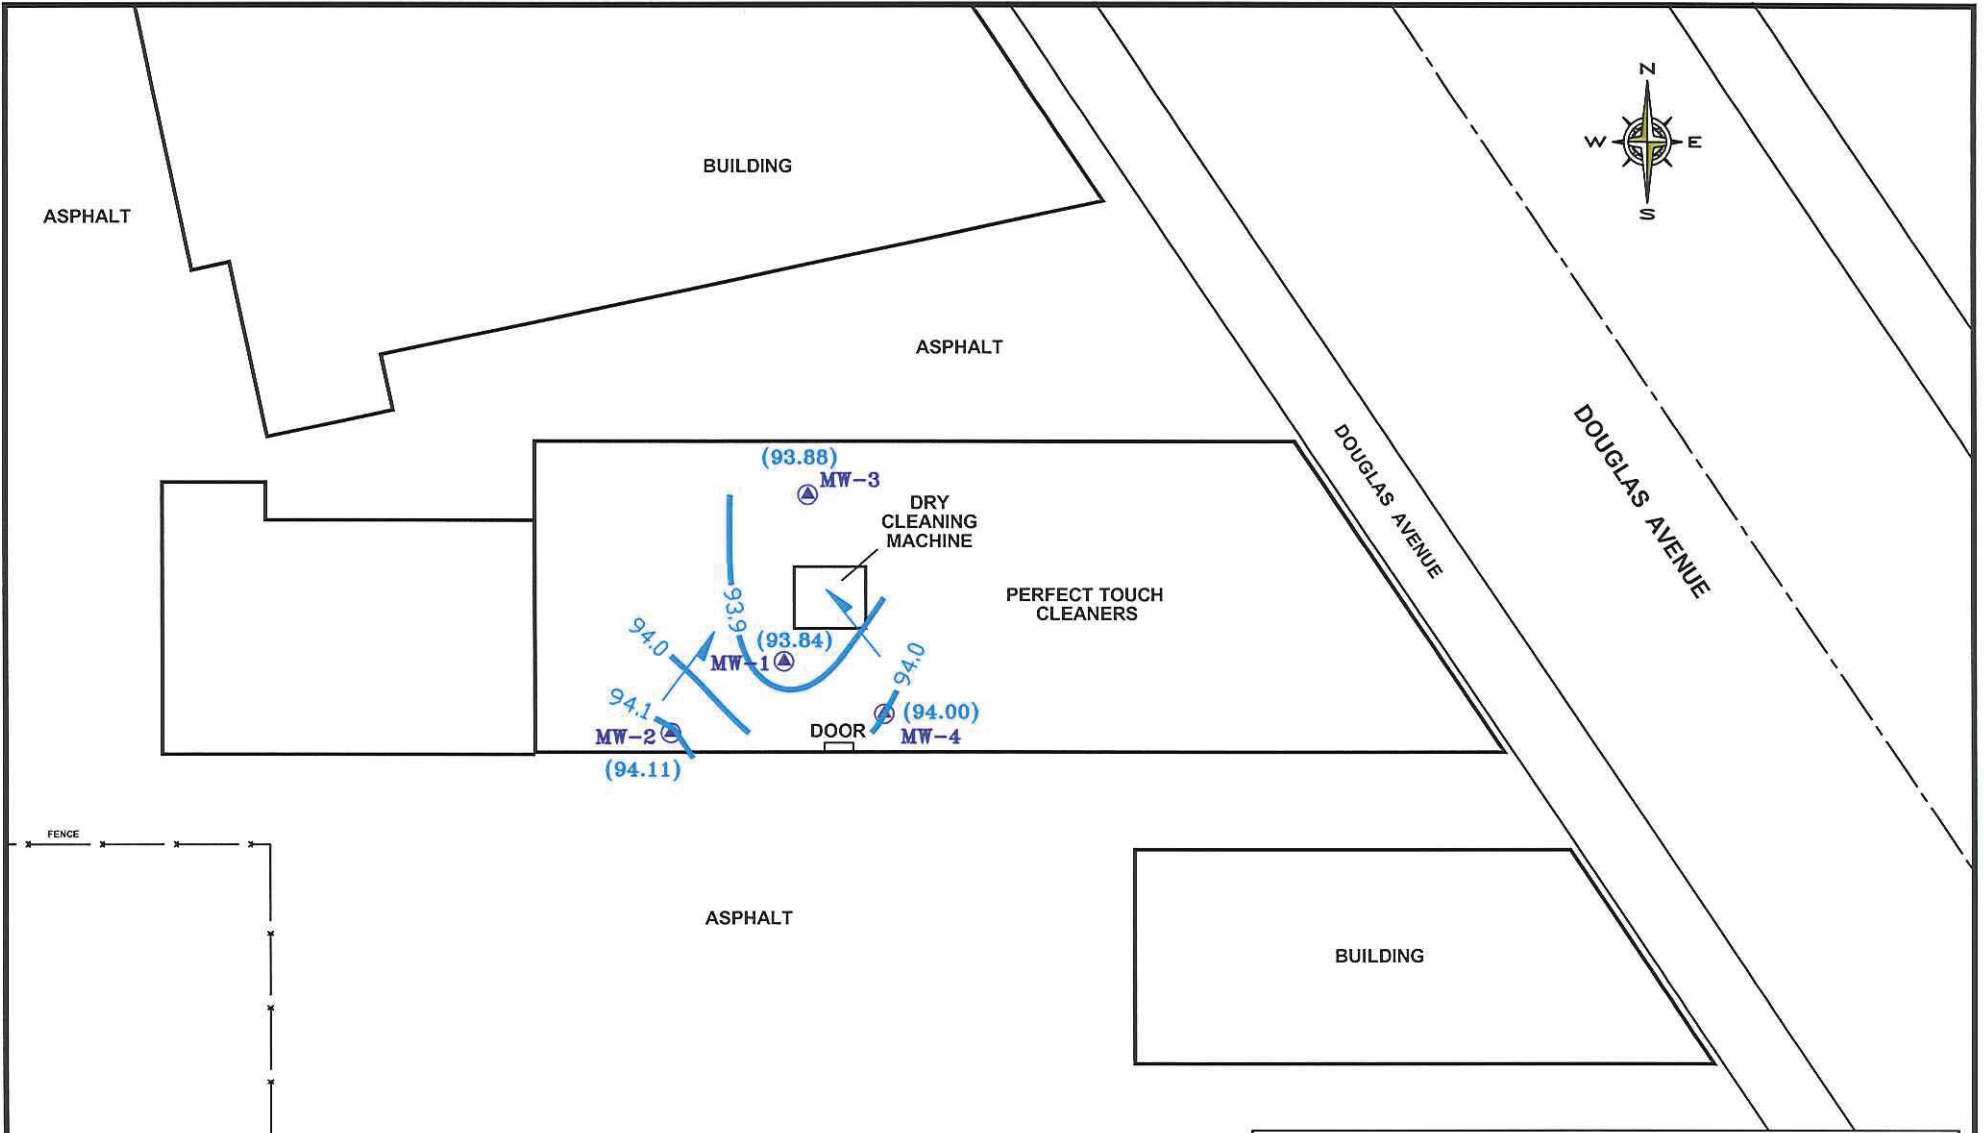 N
W E
S
BUILDING
ASPHALT
ASPHALT
DOUGLAS AVENUE
DOUGLAS AVENUE
(93.88)
MW-3
DRY
CLEANING
MACHINE
PERFECT TOUCH
CLEANERS
93.9
94.0
(93.84)
MW-1
94.0
94.1
(94.00)
MW-2
DOOR
MW-4
(94.11)
FENCE
ASPHALT
BUILDING